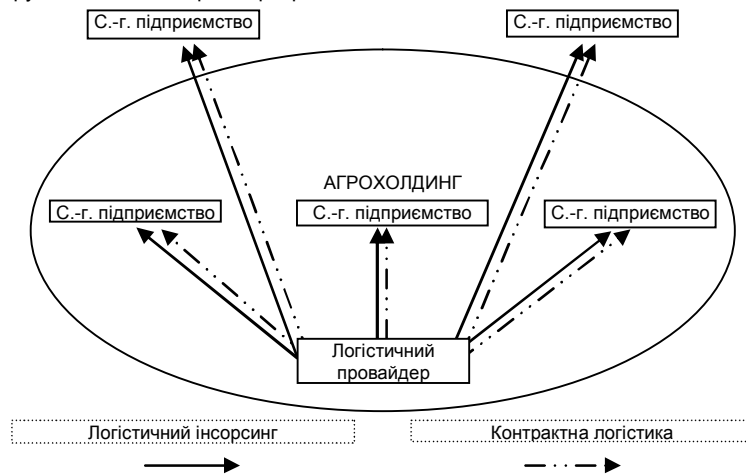 С.-г. підприємство
С.-г. підприємство
АГРОХОЛДИНГ
С.-г. підприємство
С.-г. підприємство
С.-г. підприємство
Логістичний
провайдер
Логістичний інсорсинг
Контрактна логістика